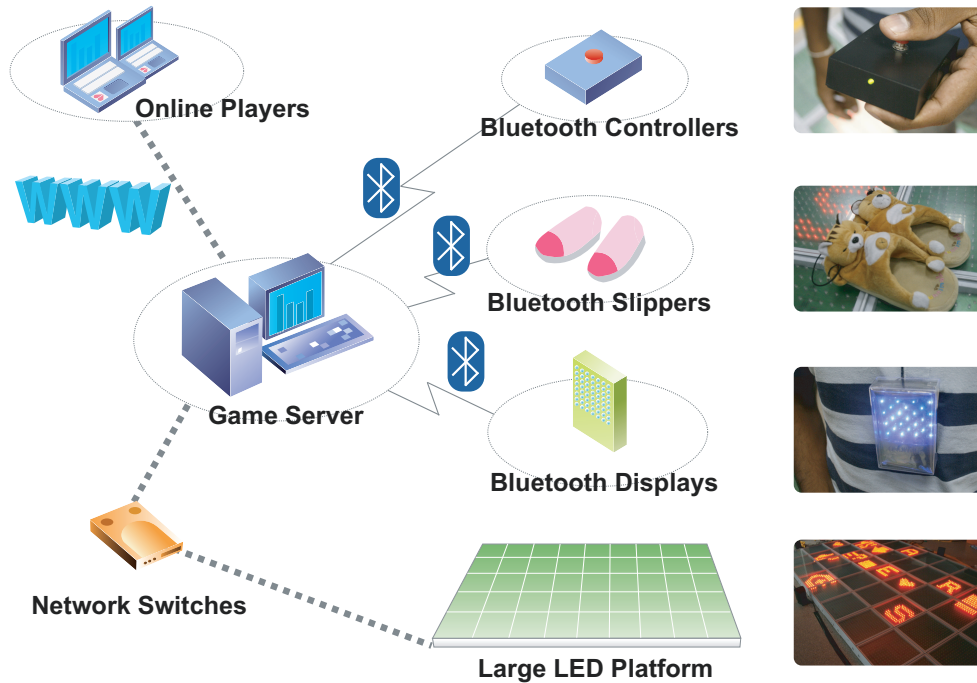 Online Players
Bluetooth Controllers
WWW
Bluetooth Slippers
Game Server
Bluetooth Displays
Network Switches
Large LED Platform
A
E
R
S